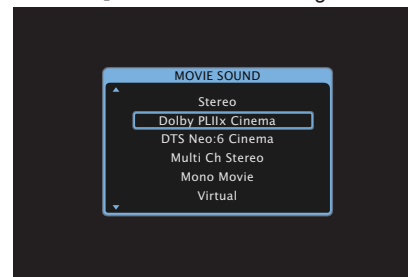 MOVIE SOUND
Stereo
Dolby PLIIx Cinema
DTS Neo:6 Cinema
Multi Ch Stereo
Mono Movie
Virtual